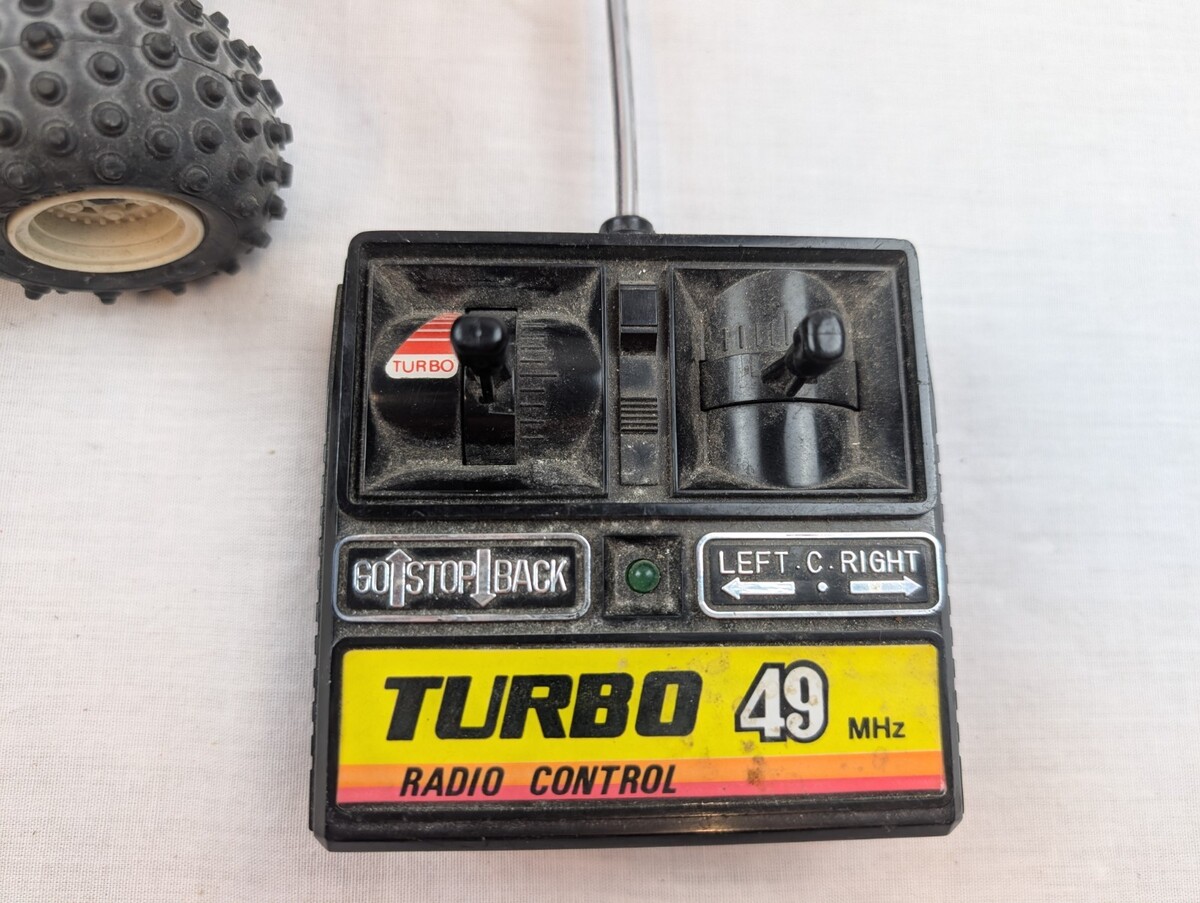 TURBO
GO STOP BACK
LEFT·C·RIGHT
TURBO 49 MHz
RADIO CONTROL